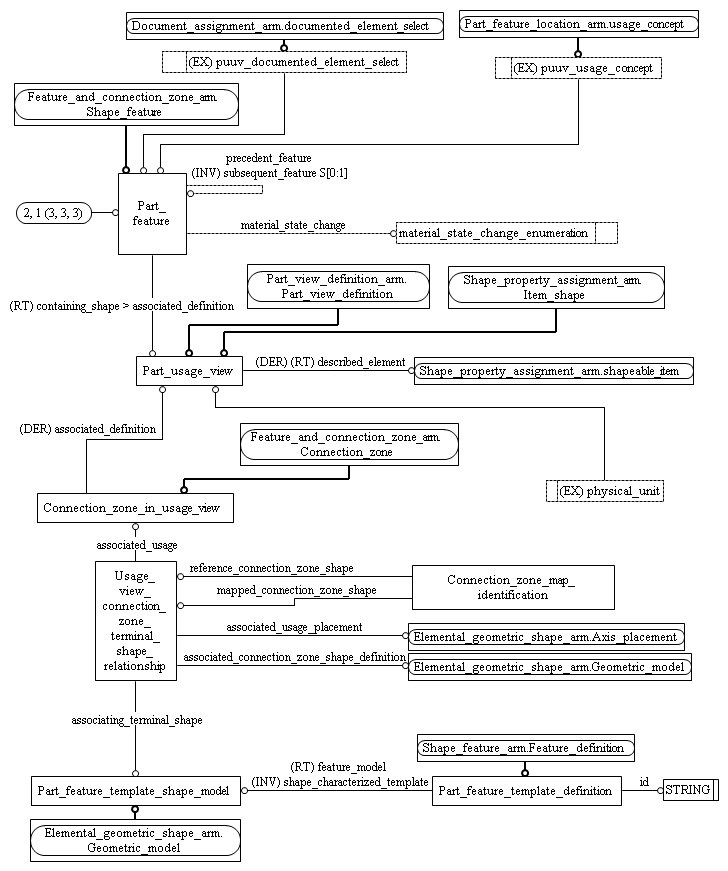 Document_assignment_arm.documented_element_select
Part_feature_location_arm.usage_concept
(EX) puuv_documented_element_select
(EX) puuv_usage_concept
Feature_and_connection_zone_arm.
Shape_feature
precedent_feature
(INV) subsequent_feature S[0:1]
2, 1 (3, 3, 3)
Part_
feature
material_state_change
material_state_change_enumeration
(RT) containing_shape > associated_definition
Part_view_definition_arm.
Part_view_definition
Shape_property_assignment_arm.
Item_shape
Part_usage_view
(DER) (RT) described_element
Shape_property_assignment_arm.shapeable_item
(DER) associated_definition
Feature_and_connection_zone_arm.
Connection_zone
(EX) physical_unit
Connection_zone_in_usage_view
associated_usage
Usage_
view_
connection_
zone_
terminal_
shape_
relationship
reference_connection_zone_shape
mapped_connection_zone_shape
Connection_zone_map_
identification
associated_usage_placement
Elemental_geometric_shape_arm.Axis_placement
associated_connection_zone_shape_definition
Elemental_geometric_shape_arm.Geometric_model
associating_terminal_shape
Shape_feature_arm.Feature_definition
(RT) feature_model
(INV) shape_characterized_template
Part_feature_template_shape_model
Part_feature_template_definition
id
STRING
Elemental_geometric_shape_arm.
Geometric_model